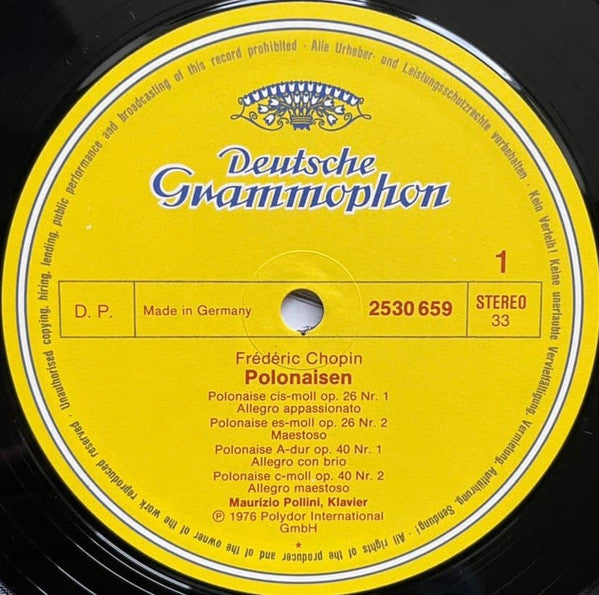 Unauthorised copying, hiring, lending, public performance and broadcasting of this record prohibited · Alle Urheber- und Leistungsschutzrechte vorbehalten · Kein Verleih! Keine unerlaubte Vervielfältigung, Vermietung, Aufführung, Sendung! · All rights of the producer and of the owner of the work reproduced reserved ·
Deutsche
Grammophon
1
D. P.
Made in Germany
2530 659
STEREO
33
Frédéric Chopin
Polonaisen
Polonaise cis-moll op. 26 Nr. 1
Allegro appassionato
Polonaise es-moll op. 26 Nr. 2
Maestoso
Polonaise A-dur op. 40 Nr. 1
Allegro con brio
Polonaise c-moll op. 40 Nr. 2
Allegro maestoso
Maurizio Pollini, Klavier
℗ 1976 Polydor International
GmbH
*